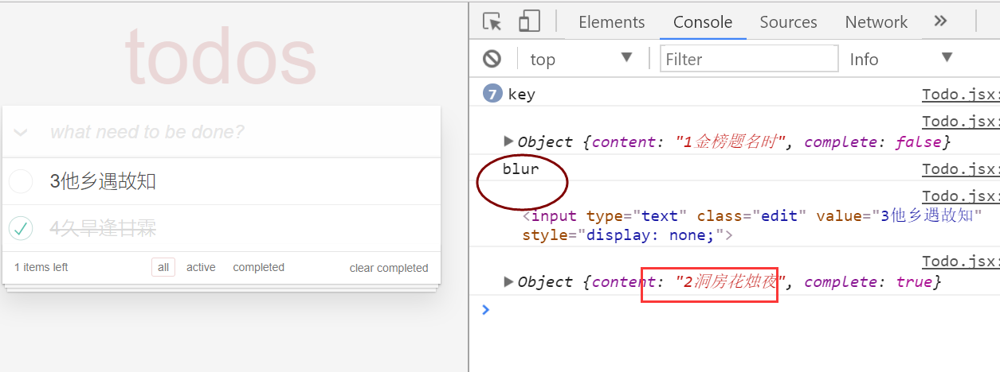 todos
what need to be done?
3他乡遇故知
4久旱逢甘霖
1 items left
all
active
completed
clear completed
Elements
Console
Sources
Network
top
Filter
Info
7 key
Todo.jsx:
Todo.jsx:
Object {content: "1金榜题名时", complete: false}
blur
Todo.jsx:
Todo.jsx:
<input type="text" class="edit" value="3他乡遇故知"
style="display: none;">
Todo.jsx:
Object {content: "2洞房花烛夜", complete: true}